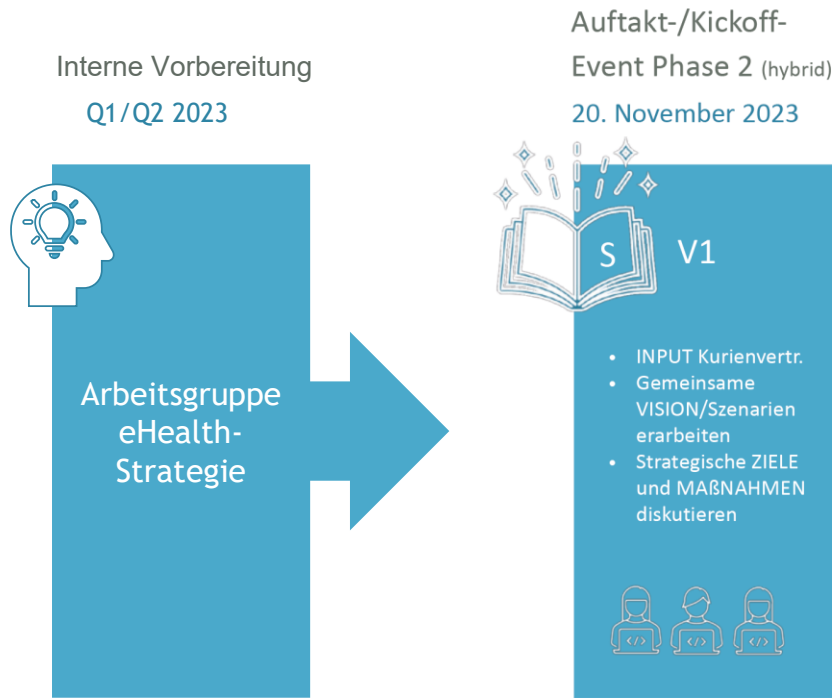 Interne Vorbereitung
Q1/Q2 2023
Arbeitsgruppe
eHealth-
Strategie
Auftakt-/Kickoff-
Event Phase 2 (hybrid)
20. November 2023
S V1
• INPUT Kurienvertr.
• Gemeinsame
VISION/Szenarien
erarbeiten
• Strategische ZIELE
und MAßNAHMEN
diskutieren
</> </> </>